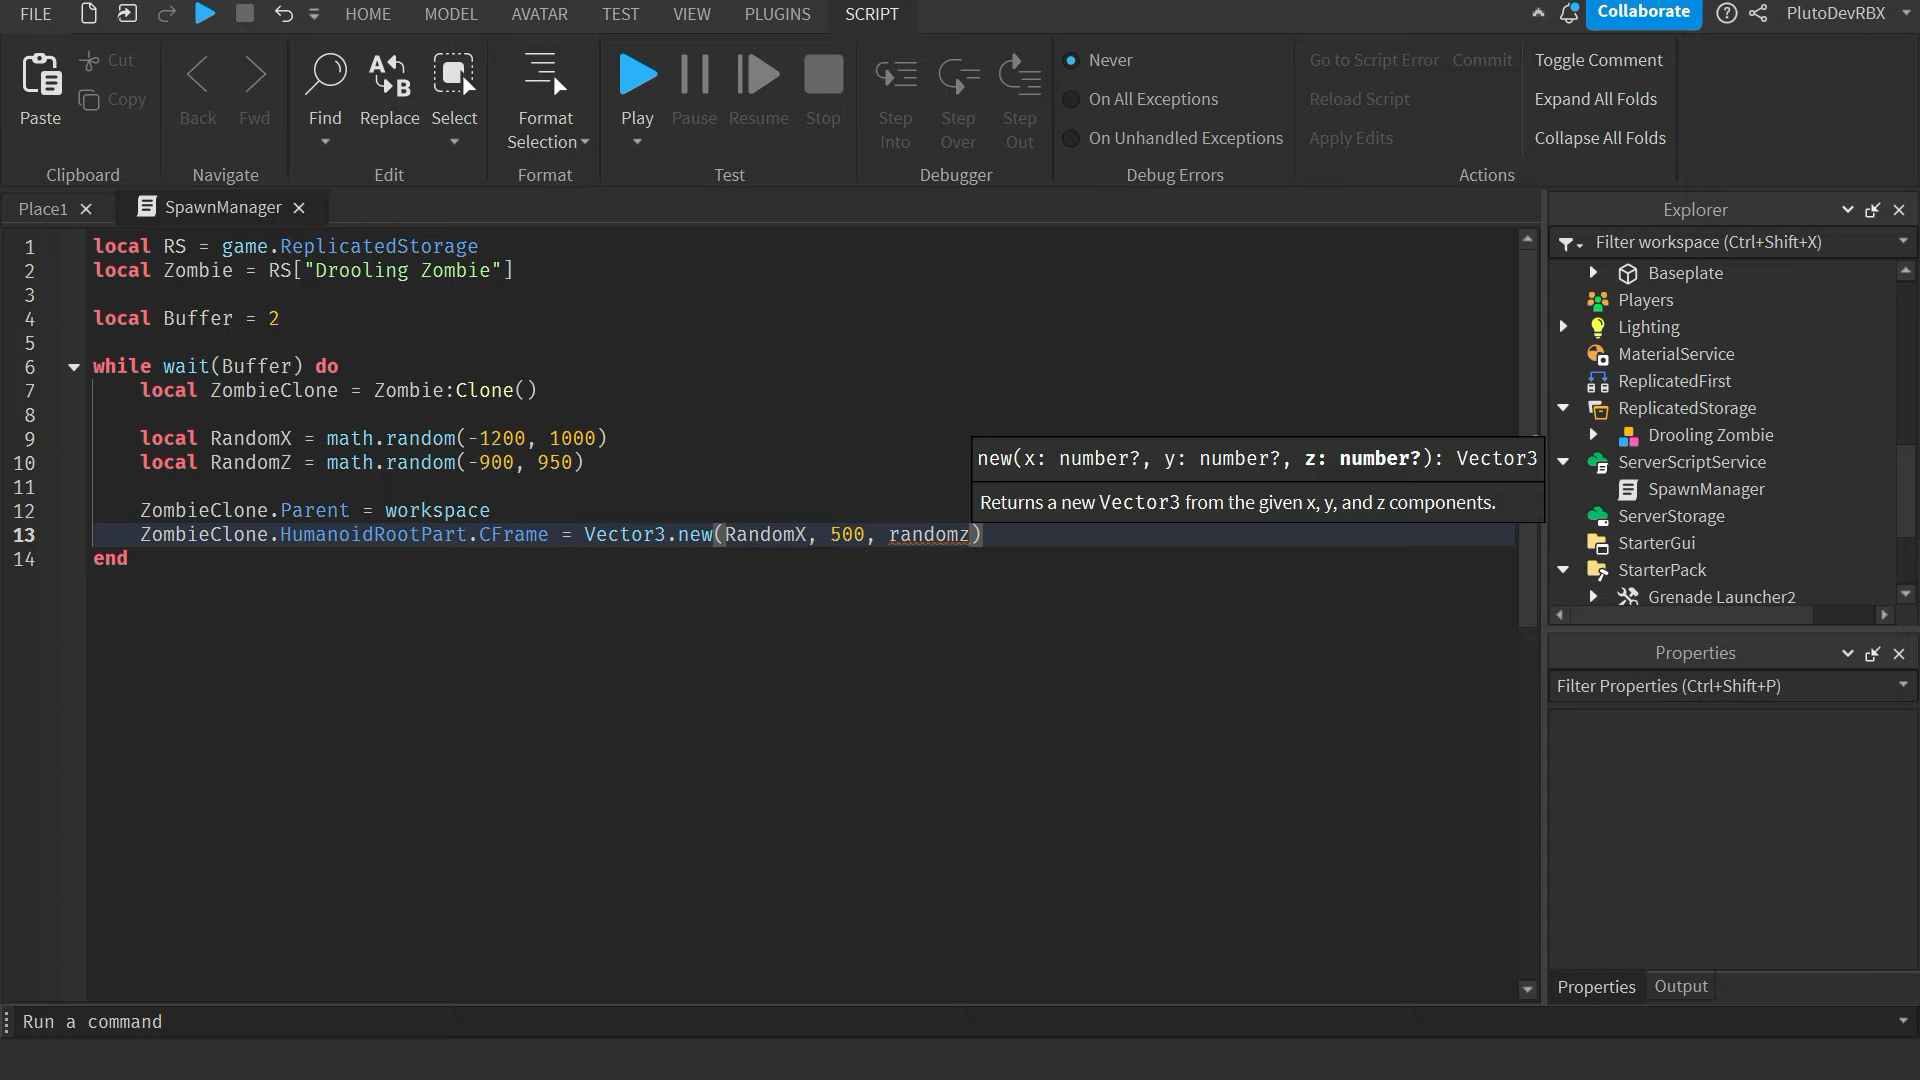 FILE HOME MODEL AVATAR TEST VIEW PLUGINS SCRIPT Collaborate PlutoDevRBX
Paste
Cut
Copy
Clipboard
Back Fwd
Navigate
Find Replace Select
Edit
Format
Selection
Format
Play Pause Resume Stop
Test
Step Into
Step Over
Step Out
Debugger
Never
On All Exceptions
On Unhandled Exceptions
Debug Errors
Go to Script Error Commit
Reload Script
Apply Edits
Toggle Comment
Expand All Folds
Collapse All Folds
Actions
Place1 SpawnManager
1 local RS = game.ReplicatedStorage
2 local Zombie = RS["Drooling Zombie"]
3
4 local Buffer = 2
5
6 while wait(Buffer) do
7 local ZombieClone = Zombie:Clone()
8
9 local RandomX = math.random(-1200, 1000)
10 local RandomZ = math.random(-900, 950)
11
12 ZombieClone.Parent = workspace
13 ZombieClone.HumanoidRootPart.CFrame = Vector3.new(RandomX, 500, randomz)
14 end
new(x: number?, y: number?, z: number?): Vector3
Returns a new Vector3 from the given x, y, and z components.
Explorer
Filter workspace (Ctrl+Shift+X)
Baseplate
Players
Lighting
MaterialService
ReplicatedFirst
ReplicatedStorage
Drooling Zombie
ServerScriptService
SpawnManager
ServerStorage
StarterGui
StarterPack
Grenade Launcher2
Properties
Filter Properties (Ctrl+Shift+P)
Properties Output
Run a command